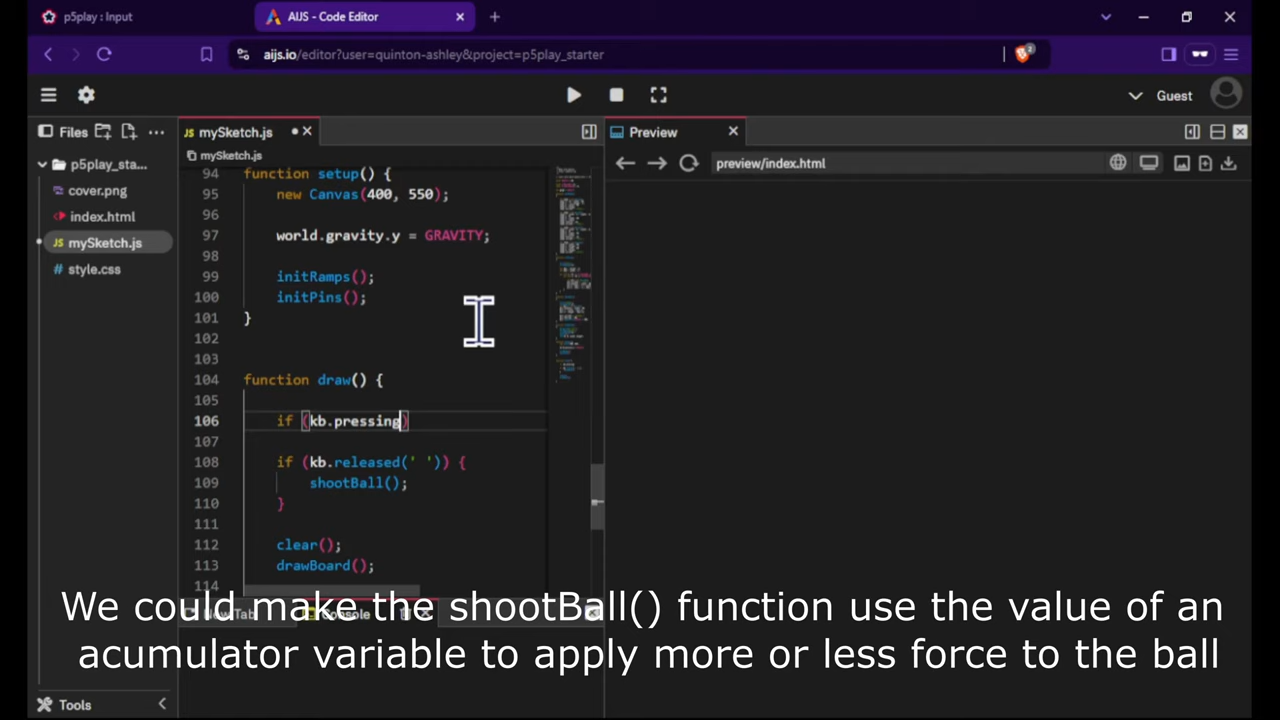 p5play : Input
AIJS - Code Editor
aijs.io/editor?user=quinton-ashley&project=p5play_starter
2
Guest
Files
mySketch.js
Preview
p5play_sta...
mySketch.js
preview/index.html
cover.png
index.html
mySketch.js
style.css
94 function setup() {
95 new Canvas(400, 550);
96
97 world.gravity.y = GRAVITY;
98
99 initRamps();
100 initPins();
101 }
102
103
104 function draw() {
105
106 if (kb.pressing)
107
108 if (kb.released(' ')) {
109 shootBall();
110 }
111
112 clear();
113 drawBoard();
114
New Tab
Console
We could make the shootBall() function use the value of an
acumulator variable to apply more or less force to the ball
Tools